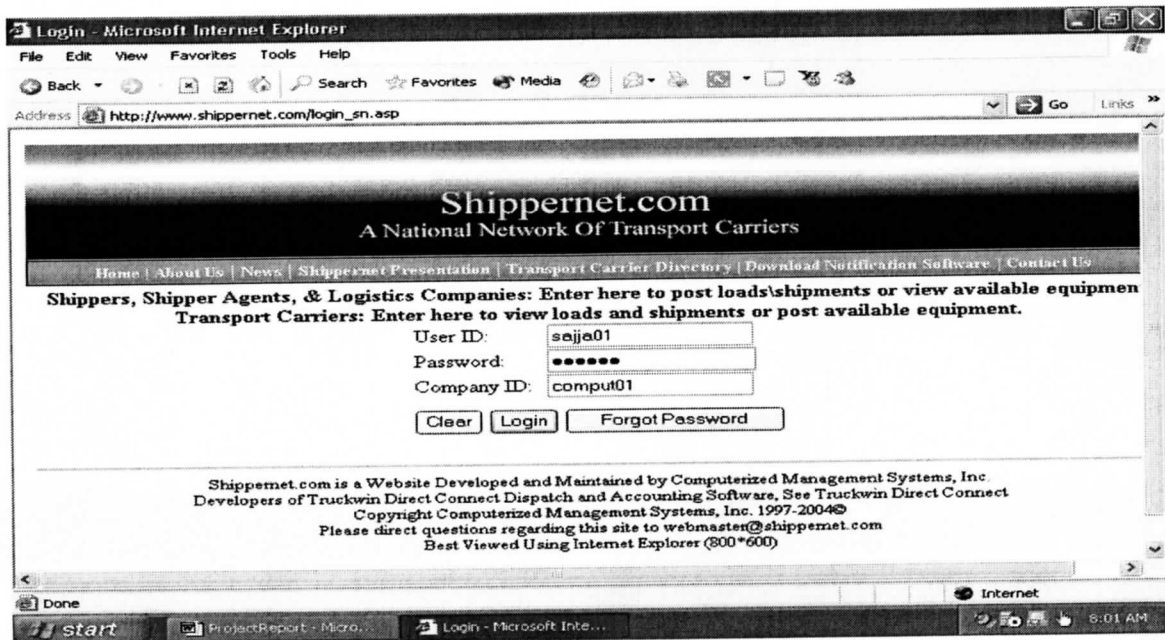 Login - Microsoft Internet Explorer
File Edit View Favorites Tools Help
Back Search Favorites Media
Address http://www.shippernet.com/login_sn.asp Go Links »
Shippernet.com
A National Network Of Transport Carriers
Home | About Us | News | Shippernet Presentation | Transport Carrier Directory | Download Notification Software | Contact Us
Shippers, Shipper Agents, & Logistics Companies: Enter here to post loads\shipments or view available equipmen
Transport Carriers: Enter here to view loads and shipments or post available equipment.
User ID: sajja01
Password: ●●●●●●
Company ID: comput01
Clear Login Forgot Password
Shippernet.com is a Website Developed and Maintained by Computerized Management Systems, Inc.
Developers of Truckwin Direct Connect Dispatch and Accounting Software, See Truckwin Direct Connect
Copyright Computerized Management Systems, Inc. 1997-2004©
Please direct questions regarding this site to webmaster@shippernet.com
Best Viewed Using Internet Explorer (800*600)
Done Internet
start ProjectReport - Micro... Login - Microsoft Inte... 8:01 AM